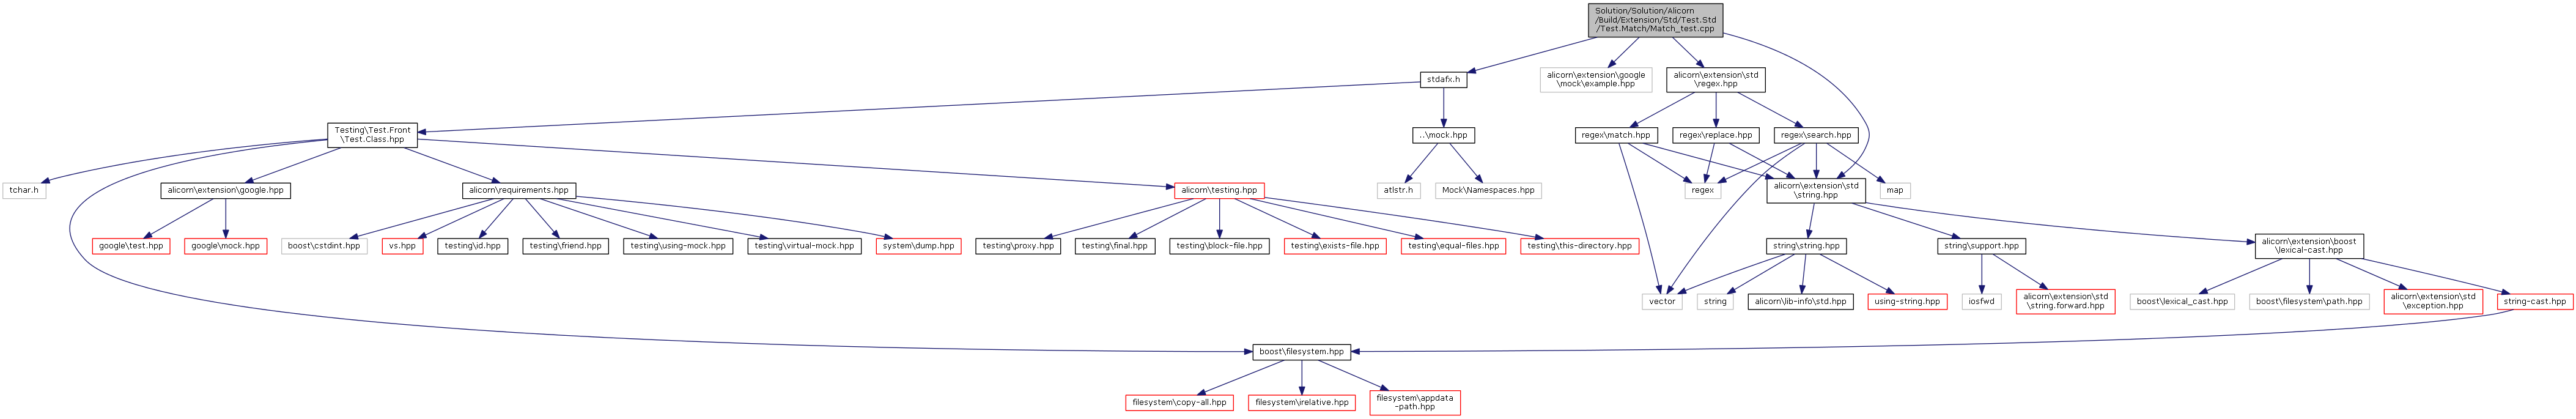 Solution/Solution/Alicorn
/Build/Extension/Std/Test.Std
/Test.Match/Match_test.cpp
stdafx.h
alicorn\extension\google
\mock\example.hpp
alicorn\extension\std
\regex.hpp
Testing\Test.Front
\Test.Class.hpp
..\mock.hpp
regex\match.hpp
regex\replace.hpp
regex\search.hpp
tchar.h
alicorn\extension\google.hpp
alicorn\requirements.hpp
alicorn\testing.hpp
atlstr.h
Mock\Namespaces.hpp
regex
alicorn\extension\std
\string.hpp
map
google\test.hpp
google\mock.hpp
boost\cstdint.hpp
vs.hpp
testing\id.hpp
testing\friend.hpp
testing\using-mock.hpp
testing\virtual-mock.hpp
system\dump.hpp
testing\proxy.hpp
testing\final.hpp
testing\block-file.hpp
testing\exists-file.hpp
testing\equal-files.hpp
testing\this-directory.hpp
string\string.hpp
string\support.hpp
alicorn\extension\boost
\lexical-cast.hpp
vector
string
alicorn\lib-info\std.hpp
using-string.hpp
iosfwd
alicorn\extension\std
\string.forward.hpp
boost\lexical_cast.hpp
boost\filesystem\path.hpp
alicorn\extension\std
\exception.hpp
string-cast.hpp
boost\filesystem.hpp
filesystem\copy-all.hpp
filesystem\irelative.hpp
filesystem\appdata
-path.hpp